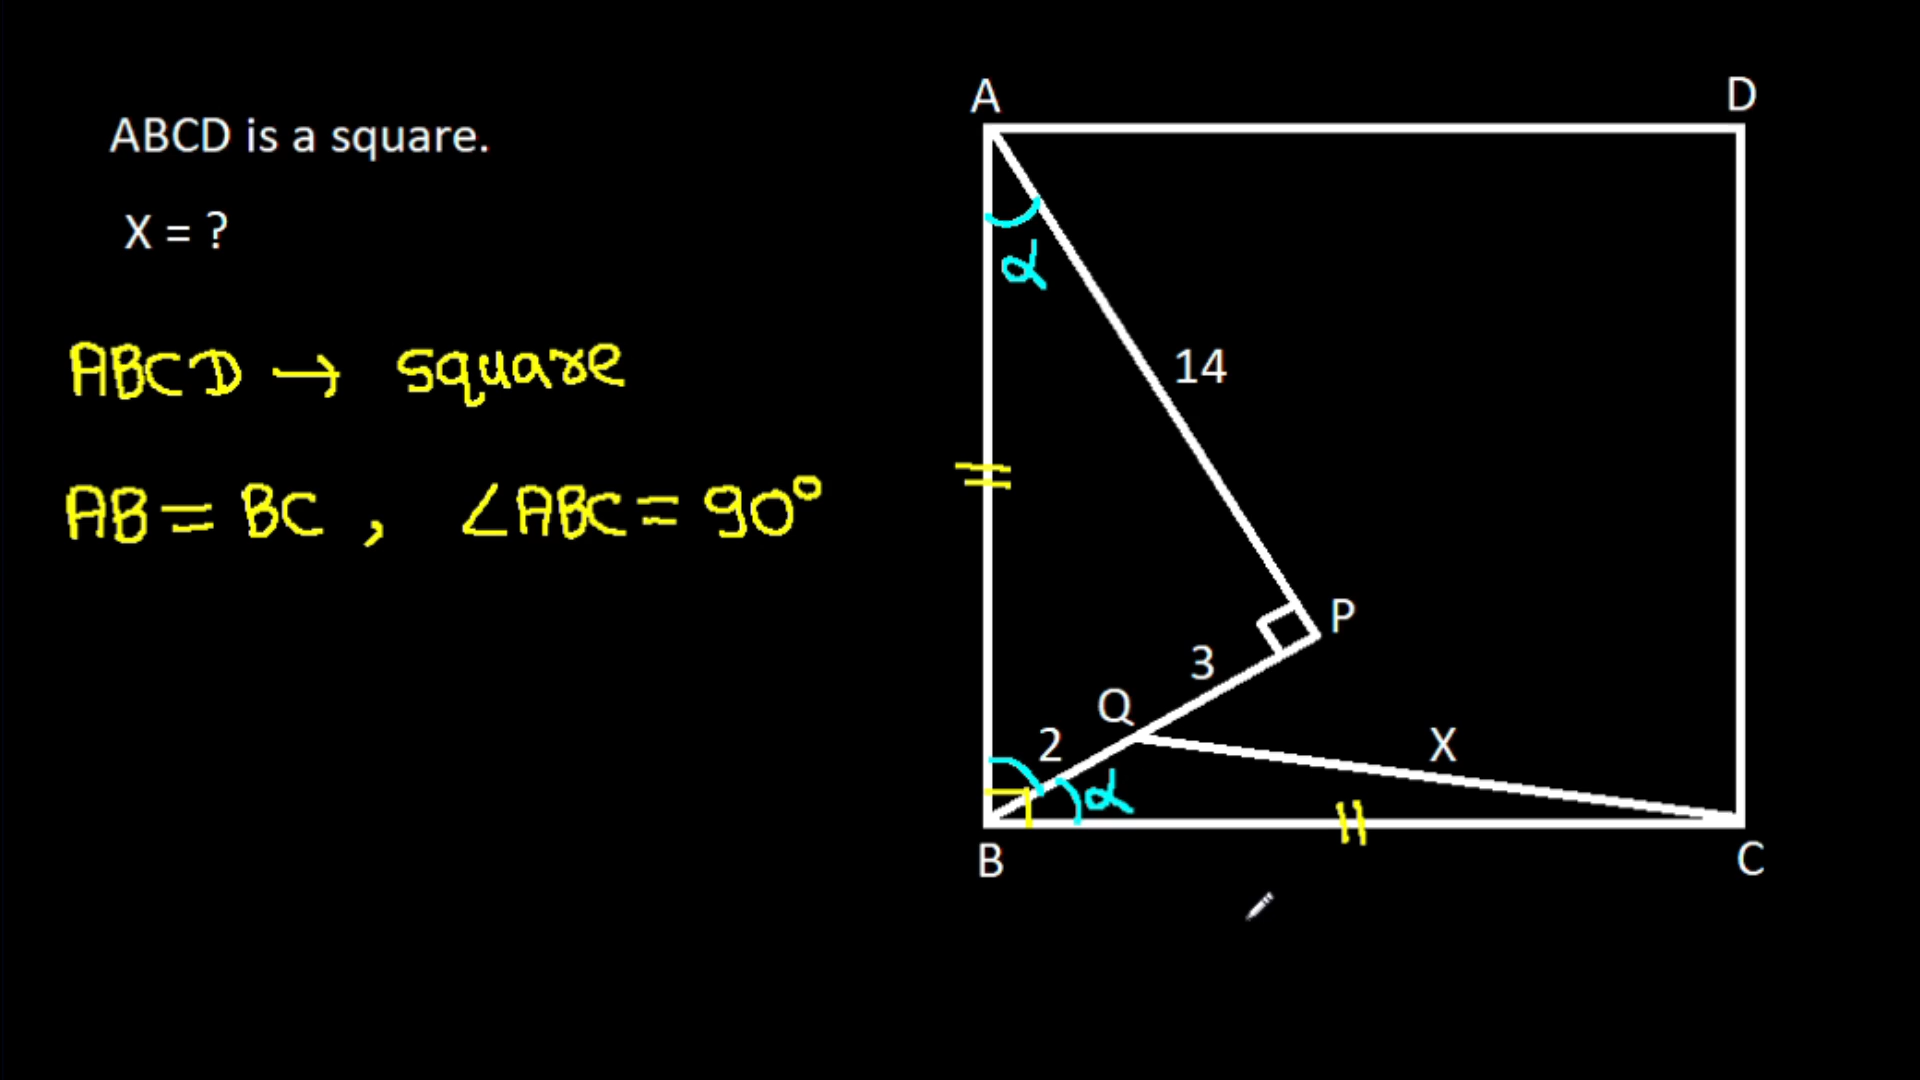 ABCD is a square.
X = ?
ABCD → square
AB = BC , ∠ABC = 90°
A
D
α
14
P
3
Q
2
X
α
B
C